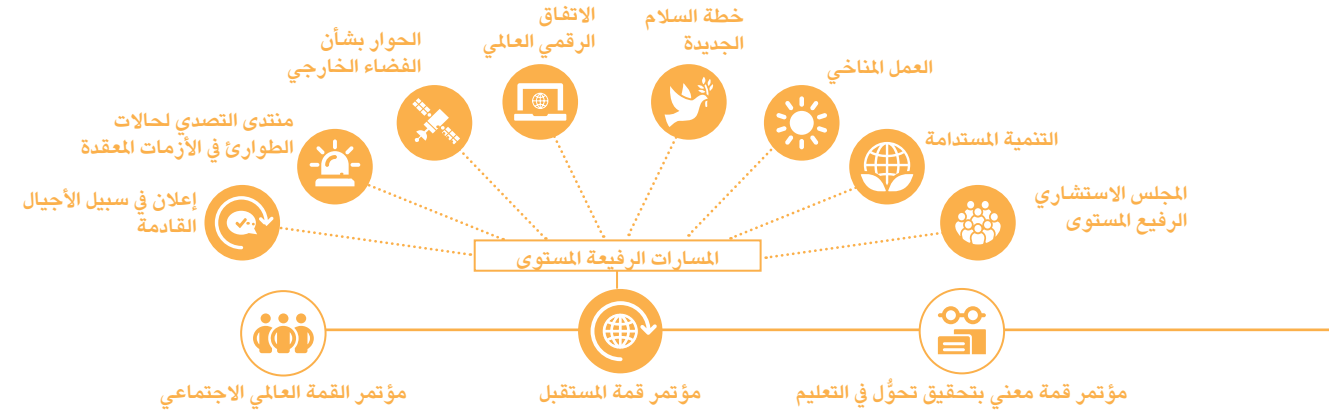 المجلس الاستشاري
الرفيع المستوى
التنمية المستدامة
العمل المناخي
خطة السلام
الجديدة
الاتفاق
الرقمي العالمي
الحوار بشأن
الفضاء الخارجي
منتدى التصدي لحالات
الطوارئ في الأزمات المعقدة
إعلان في سبيل الأجيال
القادمة
المسارات الرفيعة المستوى
مؤتمر قمة معني بتحقيق تحوُّل في التعليم
مؤتمر قمة المستقبل
مؤتمر القمة العالمي الاجتماعي